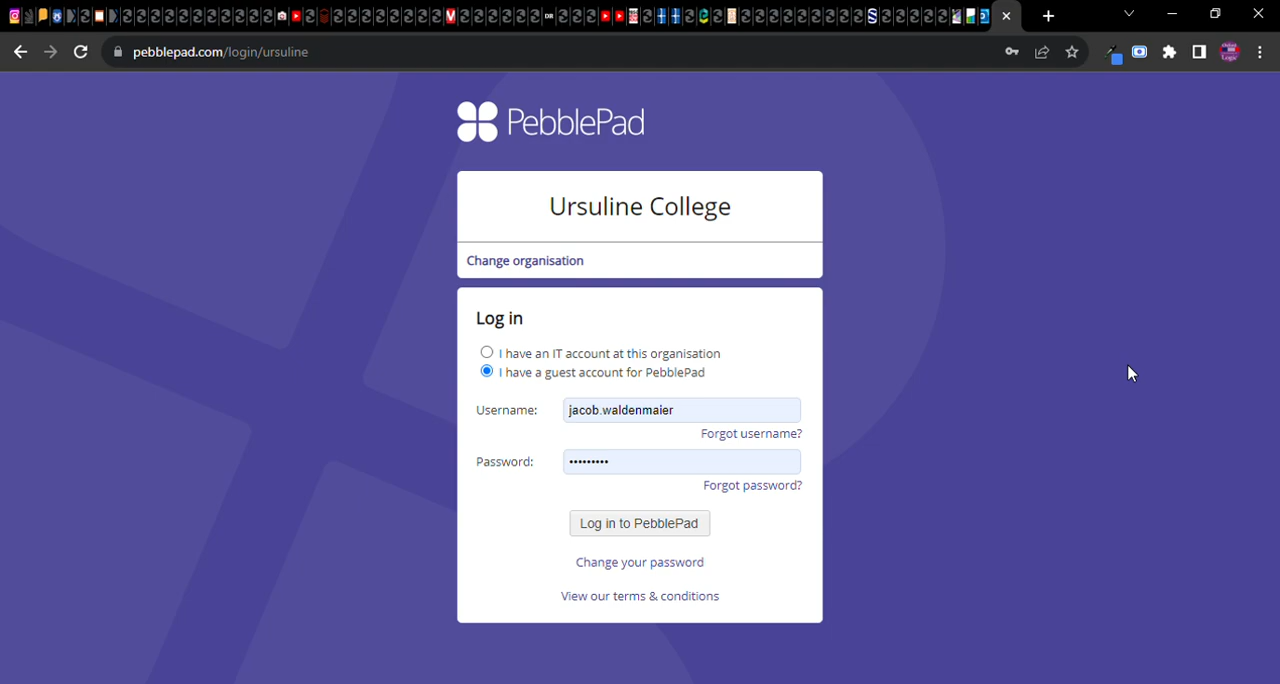 pebblepad.com/login/ursuline
PebblePad
Ursuline College
Change organisation
Log in
I have an IT account at this organisation
I have a guest account for PebblePad
Username: jacob.waldenmaier
Forgot username?
Password: •••••••••
Forgot password?
Log in to PebblePad
Change your password
View our terms & conditions